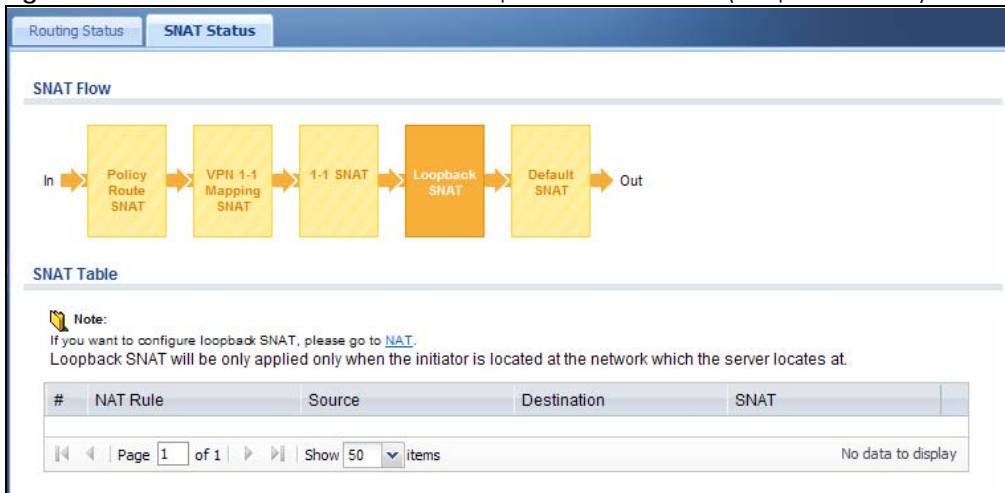 Routing Status SNAT Status
SNAT Flow
In Policy Route SNAT VPN 1-1 Mapping SNAT 1-1 SNAT Loopback SNAT Default SNAT Out
SNAT Table
Note:
If you want to configure loopback SNAT, please go to NAT.
Loopback SNAT will be only applied only when the initiator is located at the network which the server locates at.
# NAT Rule Source Destination SNAT
Page 1 of 1 Show 50 items No data to display